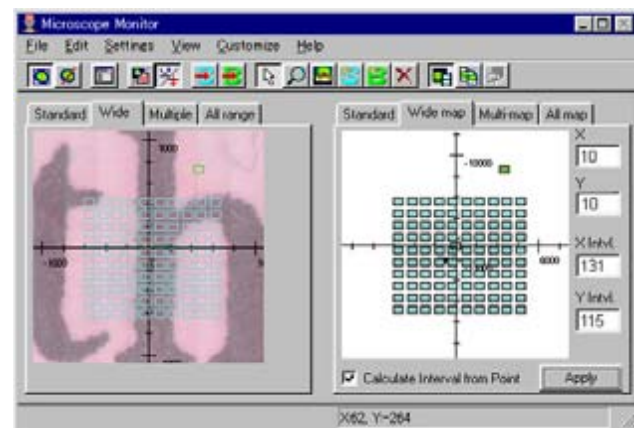 Microscope Monitor
File Edit Settings View Customize Help
Standard Wide Multiple All range
Standard Wide map Multi-map All map
1000
-1000
-10000
6000
X
10
Y
10
X Intvl.
131
Y Intvl.
115
Calculate Interval from Point Apply
X62, Y-264